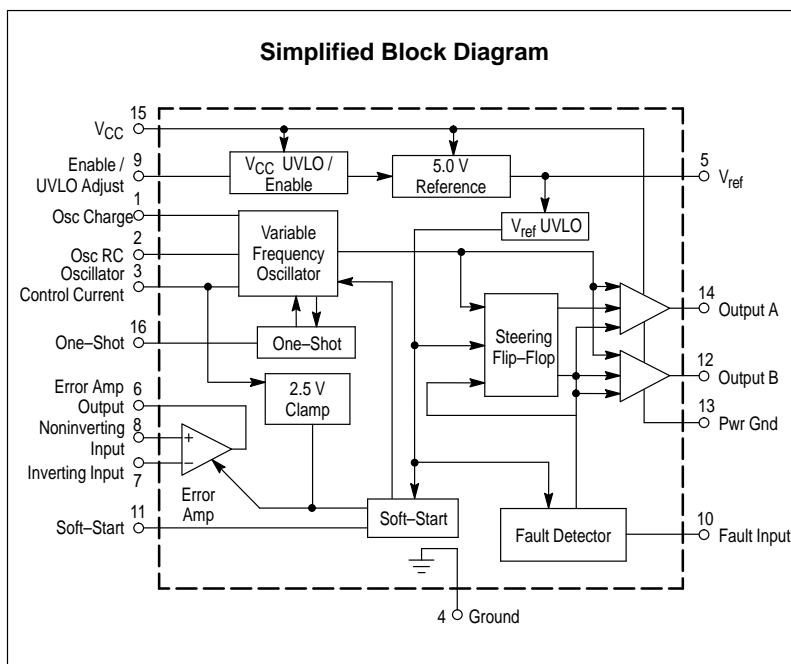 Simplified Block Diagram
15
VCC
Enable /
UVLO Adjust
9
1
Osc Charge
2
Osc RC
Oscillator
Control Current
3
16
One–Shot
Error Amp
Output
6
Noninverting
Input
8
Inverting Input
7
11
Soft–Start
VCC UVLO /
Enable
5.0 V
Reference
5
Vref
Vref UVLO
Variable
Frequency
Oscillator
One–Shot
2.5 V
Clamp
+
–
Error
Amp
Soft–Start
Steering
Flip–Flop
Fault Detector
14
Output A
12
Output B
13
Pwr Gnd
10
Fault Input
4
Ground